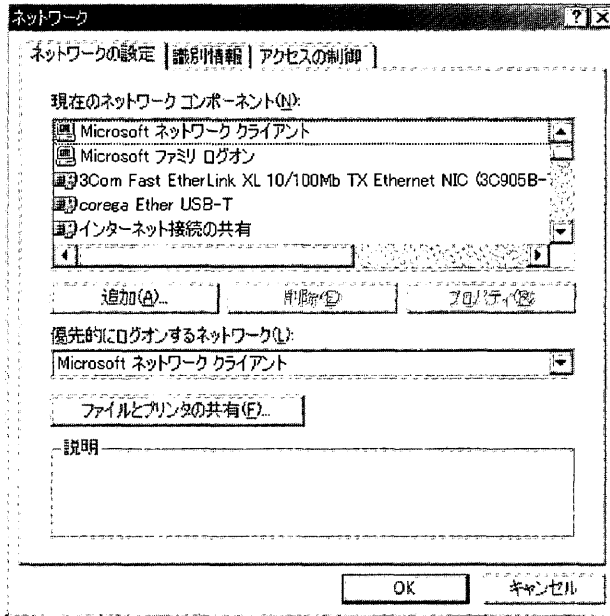 ネットワーク
ネットワークの設定 識別情報 アクセスの制御
現在のネットワーク コンポーネント(N):
Microsoft ネットワーク クライアント
Microsoft ファミリ ログオン
3Com Fast EtherLink XL 10/100Mb TX Ethernet NIC (3C905B-
corega Ether USB-T
インターネット接続の共有
追加(A)... 削除(E) プロパティ(R)
優先的にログオンするネットワーク(L):
Microsoft ネットワーク クライアント
ファイルとプリンタの共有(F)...
説明
OK キャンセル